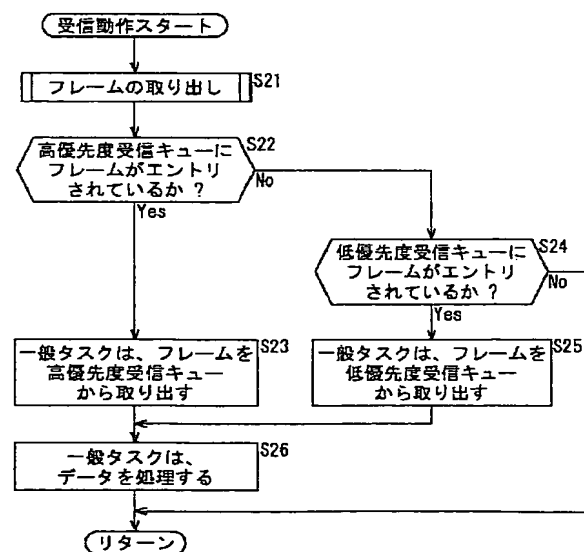 受信動作スタート
フレームの取り出し
S21
高優先度受信キューに
フレームがエントリ
されているか ?
S22
No
Yes
低優先度受信キューに
フレームがエントリ
されているか ?
S24
No
Yes
一般タスクは、フレームを
高優先度受信キュー
から取り出す
S23
一般タスクは、フレームを
低優先度受信キュー
から取り出す
S25
一般タスクは、
データを処理する
S26
リターン